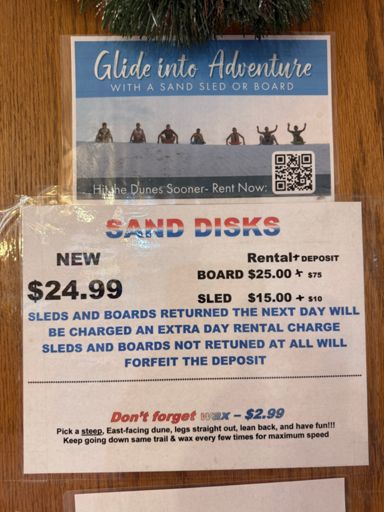 Glide into Adventure
WITH A SAND SLED OR BOARD
Hit the Dunes Sooner- Rent Now:
SAND DISKS
NEW Rental+ DEPOSIT
$24.99 BOARD $25.00 + $75
SLED $15.00 + $10
SLEDS AND BOARDS RETURNED THE NEXT DAY WILL
BE CHARGED AN EXTRA DAY RENTAL CHARGE
SLEDS AND BOARDS NOT RETUNED AT ALL WILL
FORFEIT THE DEPOSIT
Don't forget wax – $2.99
Pick a steep, East-facing dune, legs straight out, lean back, and have fun!!!
Keep going down same trail & wax every few times for maximum speed